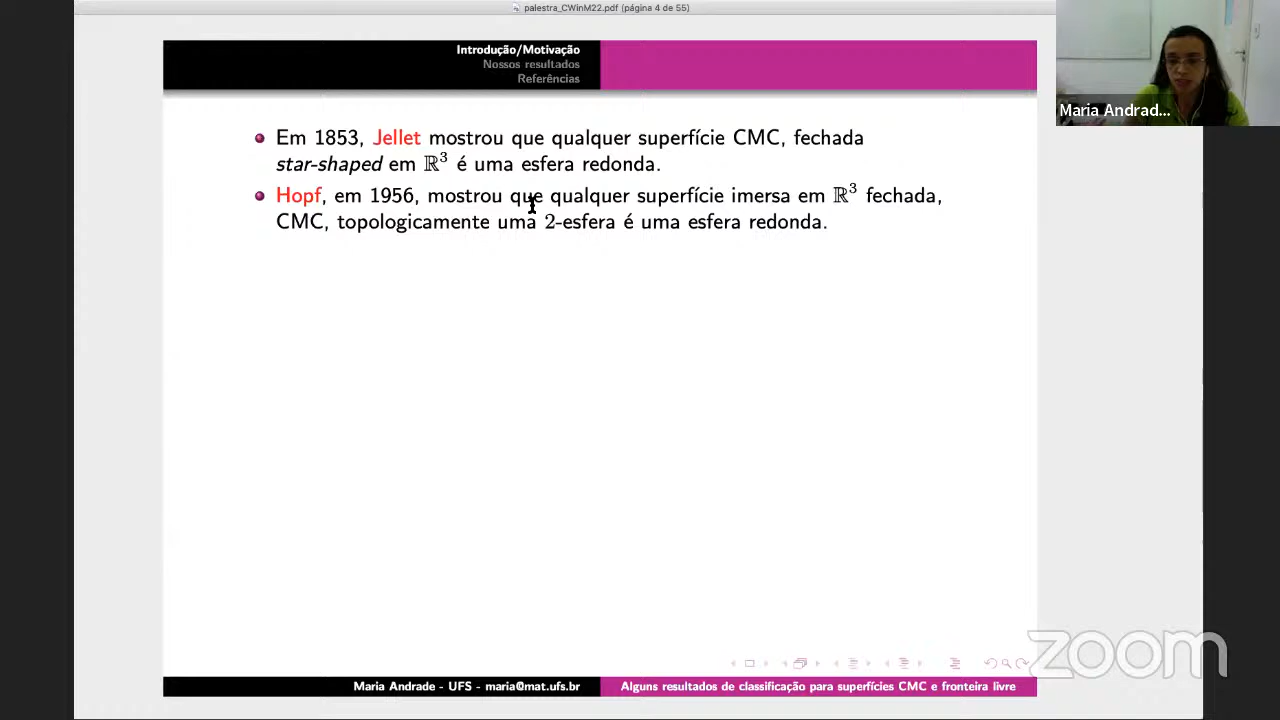 palestra_CWinM22.pdf (página 4 de 55)
Introdução/Motivação
Nossos resultados
Referências
Maria Andrad...
Em 1853, Jellet mostrou que qualquer superfície CMC, fechada
star-shaped em ℝ³ é uma esfera redonda.
Hopf, em 1956, mostrou que qualquer superfície imersa em ℝ³ fechada,
CMC, topologicamente uma 2-esfera é uma esfera redonda.
zoom
Maria Andrade - UFS - maria@mat.ufs.br
Alguns resultados de classificação para superfícies CMC e fronteira livre